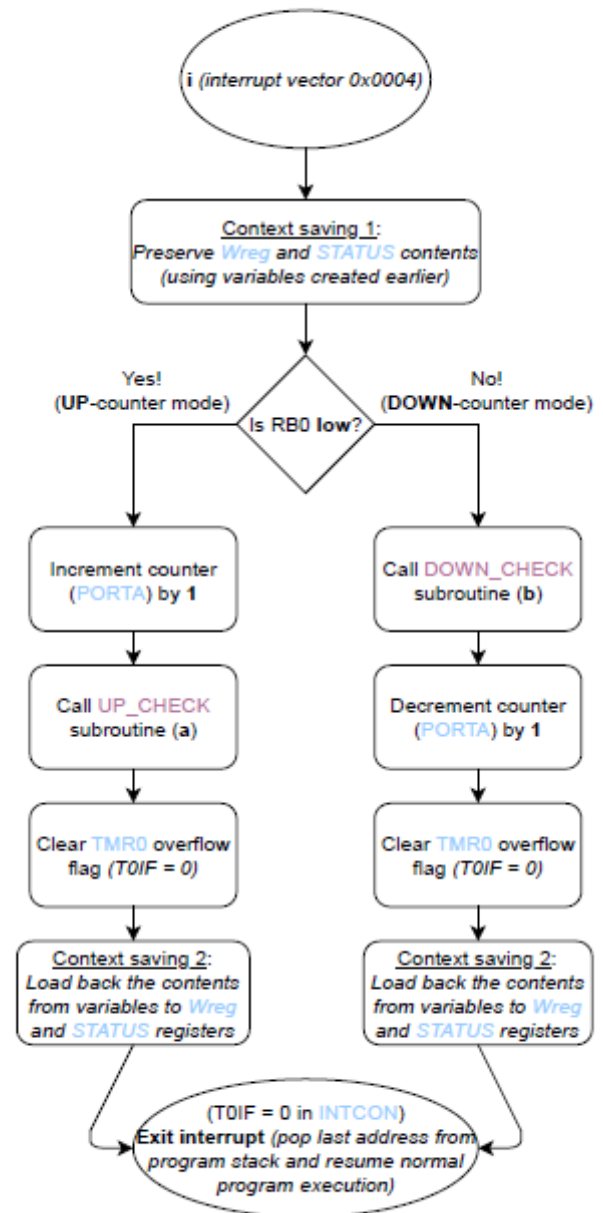 i (interrupt vector 0x0004)
Context saving 1:
Preserve Wreg and STATUS contents
(using variables created earlier)
Yes!
(UP-counter mode)
No!
(DOWN-counter mode)
Is RB0 low?
Increment counter
(PORTA) by 1
Call DOWN_CHECK
subroutine (b)
Call UP_CHECK
subroutine (a)
Decrement counter
(PORTA) by 1
Clear TMR0 overflow
flag (T0IF = 0)
Clear TMR0 overflow
flag (T0IF = 0)
Context saving 2:
Load back the contents
from variables to Wreg
and STATUS registers
Context saving 2:
Load back the contents
from variables to Wreg
and STATUS registers
(T0IF = 0 in INTCON)
Exit interrupt (pop last address from
program stack and resume normal
program execution)